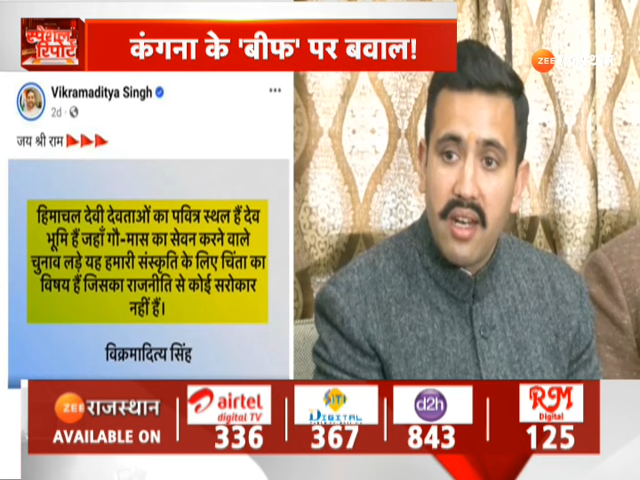 स्पेशल
रिपोर्ट
कंगना के 'बीफ' पर बवाल!
ZEE
Vikramaditya Singh
2d
जय श्री राम
हिमाचल देवी देवताओं का पवित्र स्थल हैं देव
भूमि हैं जहाँ गौ-मास का सेवन करने वाले
चुनाव लड़े यह हमारी संस्कृति के लिए चिंता का
विषय हैं जिसका राजनीति से कोई सरोकार
नहीं हैं।
विक्रमादित्य सिंह
ZEE राजस्थान
AVAILABLE ON
airtel
digital TV
336
SITI
DIGITAL
367
d2h
843
RM
Digital
125